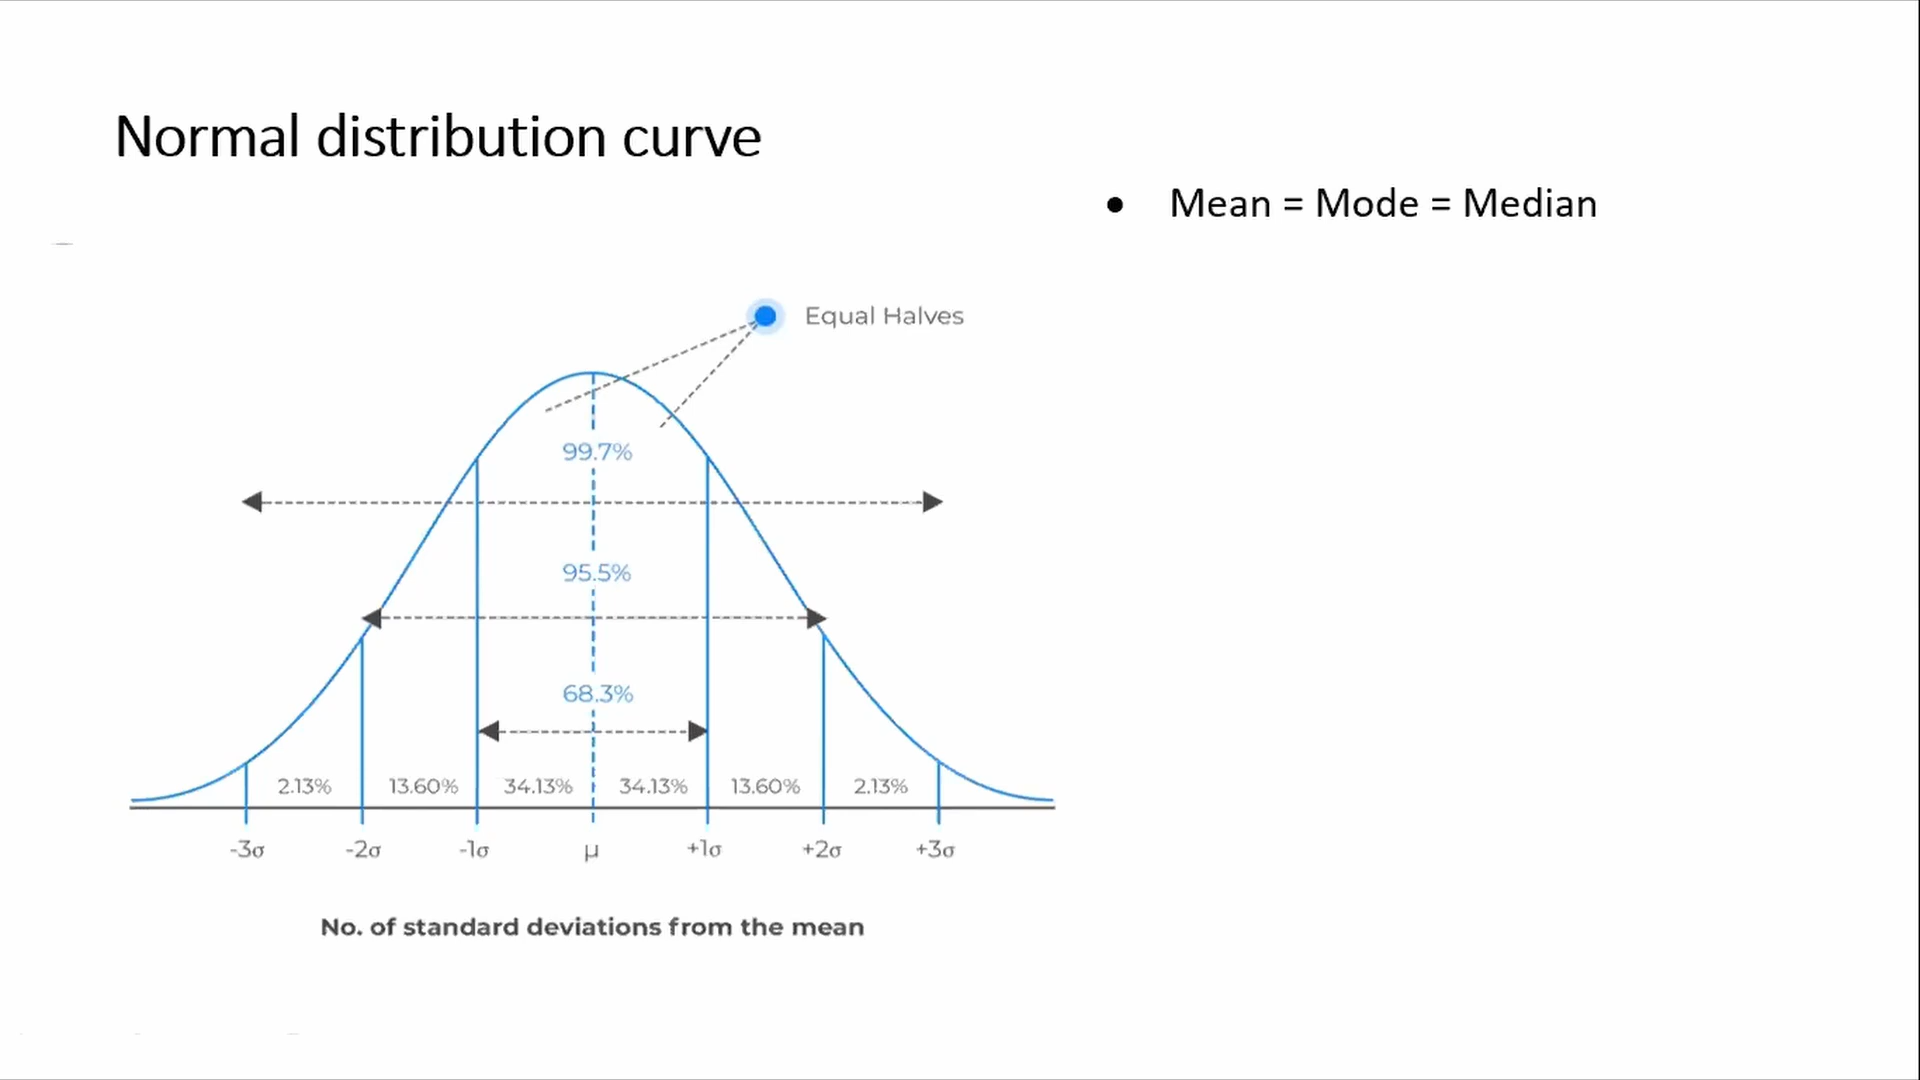 Normal distribution curve
● Mean = Mode = Median
Equal Halves
99.7%
95.5%
68.3%
2.13% 13.60% 34.13% 34.13% 13.60% 2.13%
-3σ -2σ -1σ μ +1σ +2σ +3σ
No. of standard deviations from the mean